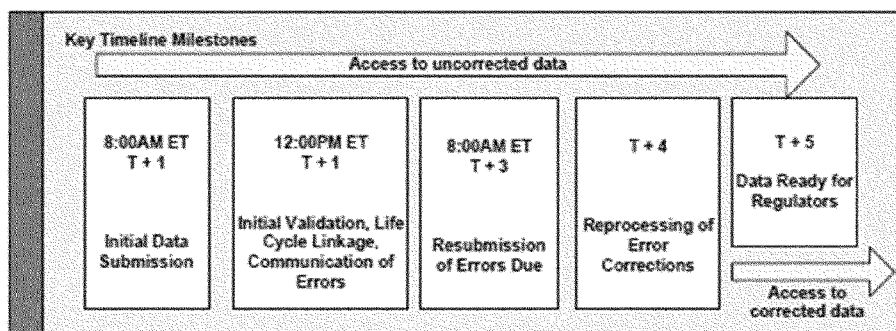 Key Timeline Milestones
Access to uncorrected data
8:00AM ET
T + 1
Initial Data
Submission
12:00PM ET
T + 1
Initial Validation, Life
Cycle Linkage,
Communication of
Errors
8:00AM ET
T + 3
Resubmission
of Errors Due
T + 4
Reprocessing of
Error
Corrections
T + 5
Data Ready for
Regulators
Access to
corrected data